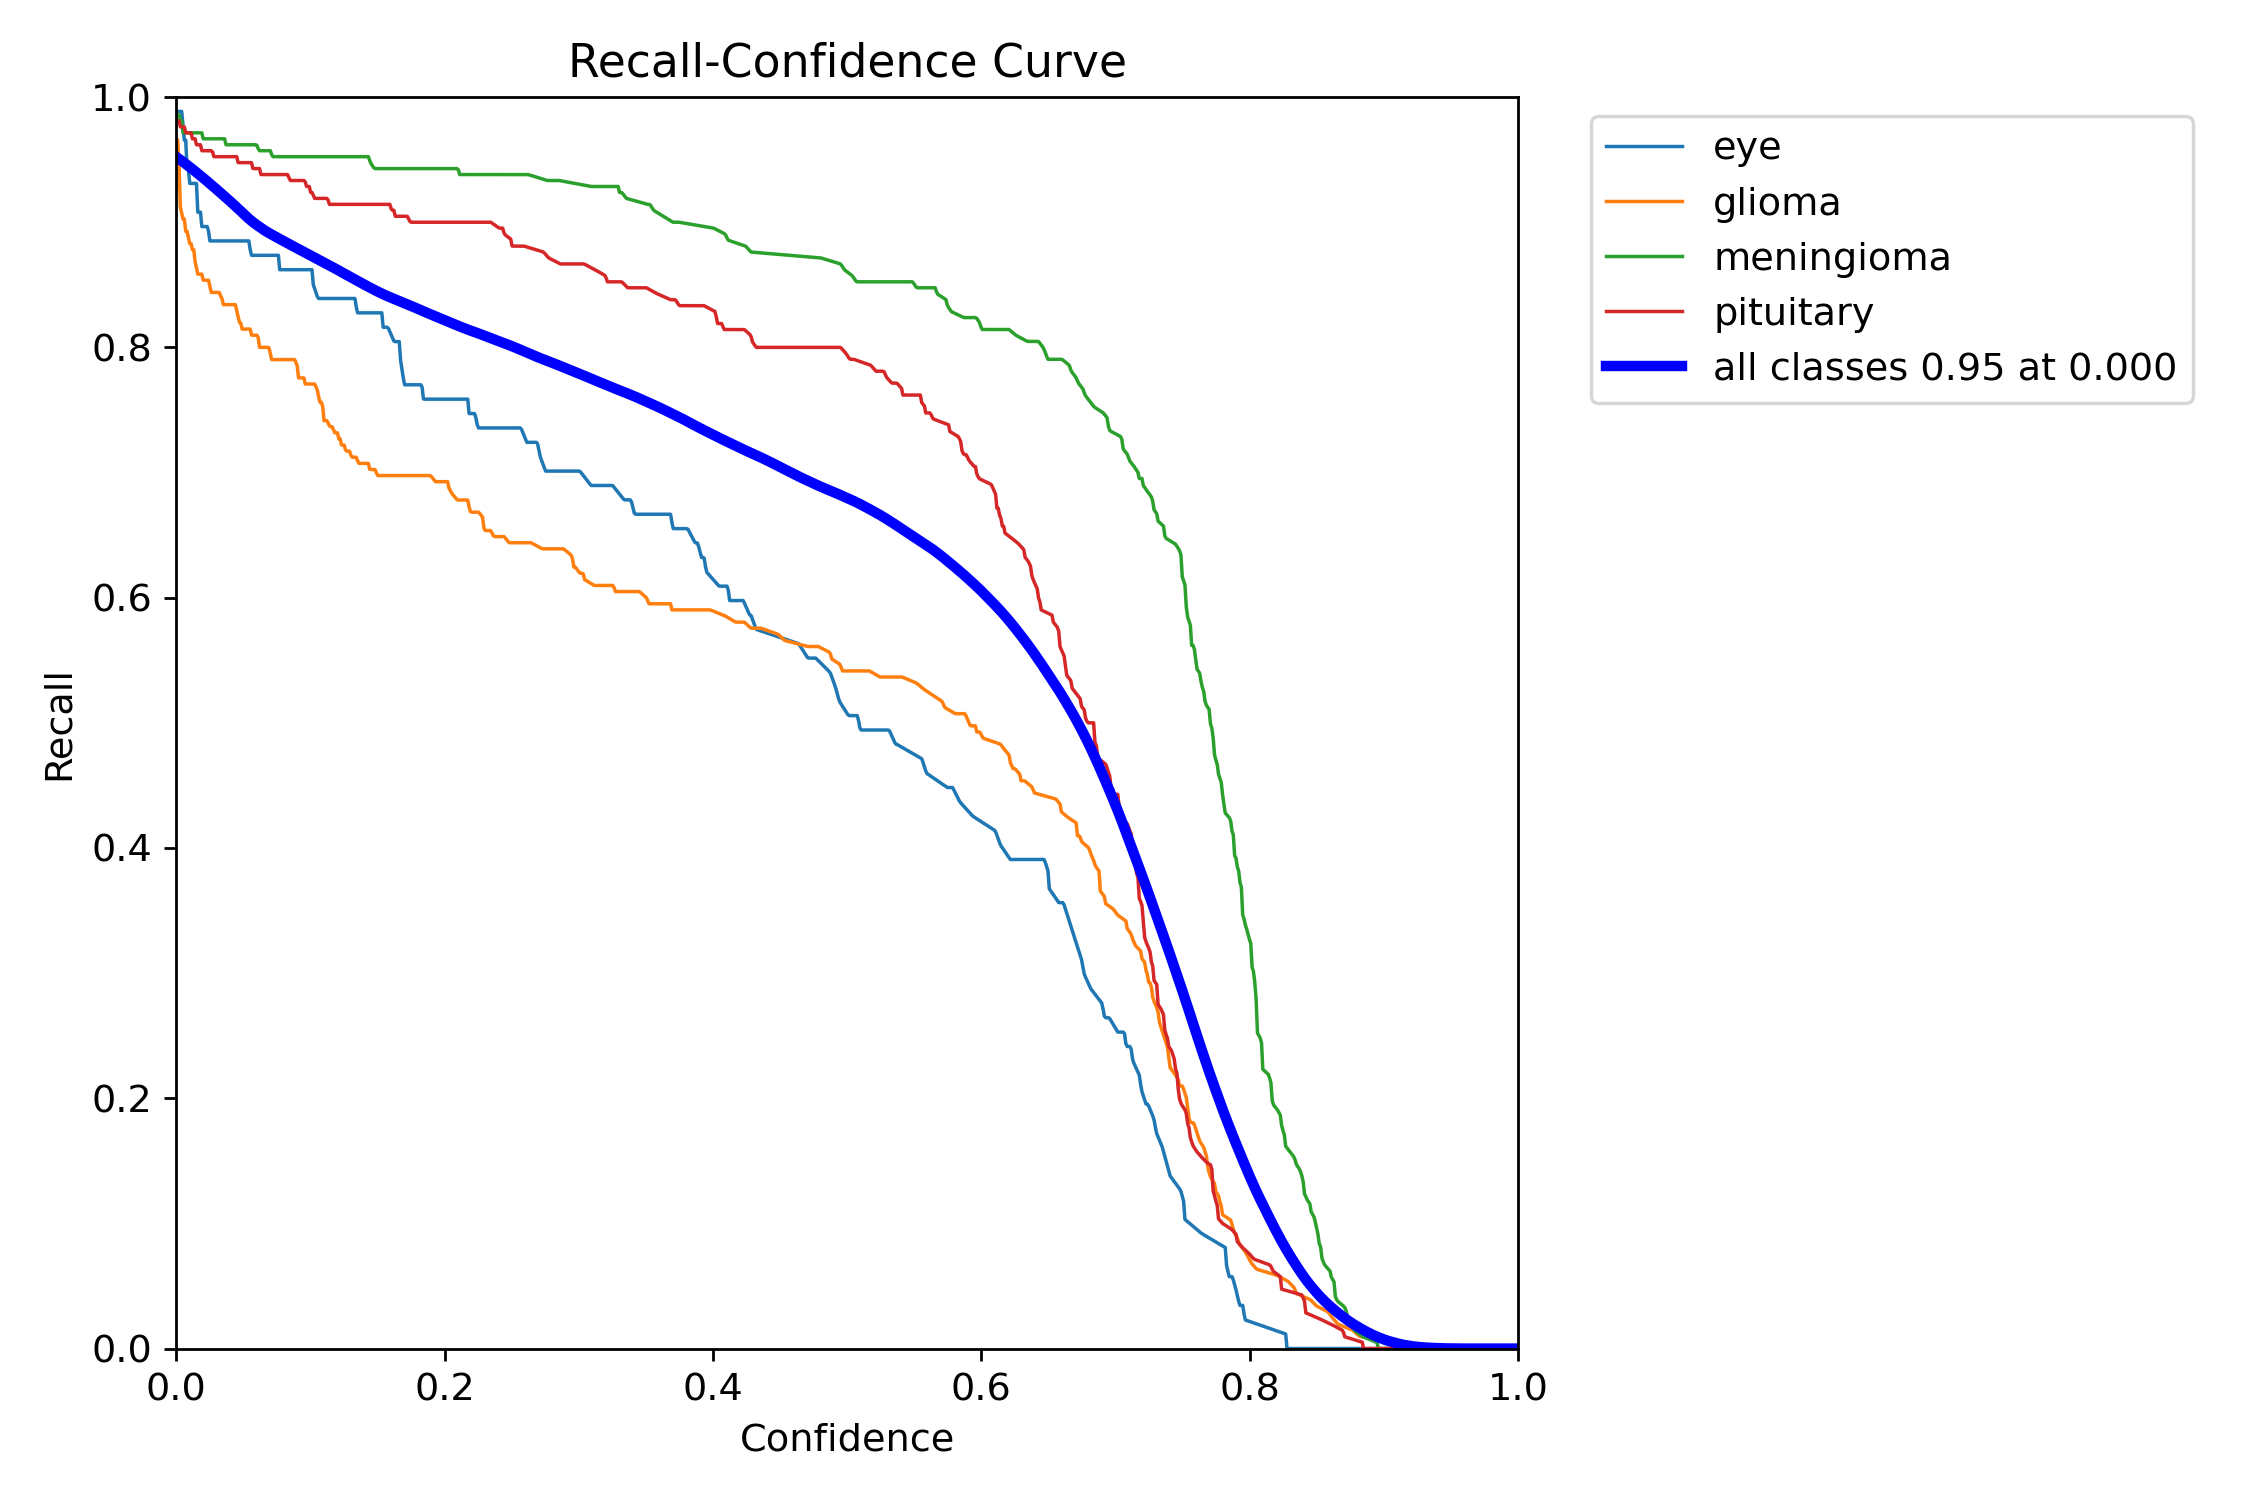 Recall-Confidence Curve
1.0
0.8
0.6
0.4
0.2
0.0
Recall
0.0 0.2 0.4 0.6 0.8 1.0
Confidence
eye
glioma
meningioma
pituitary
all classes 0.95 at 0.000